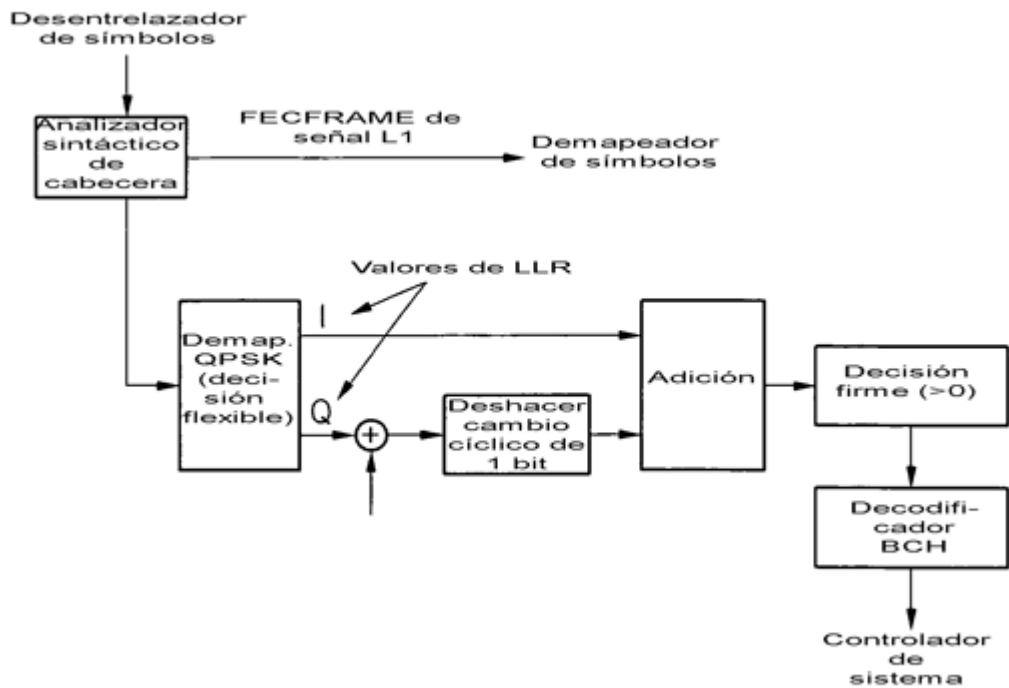 Desentrelazador
de símbolos
Analizador
sintáctico
de
cabecera
FECFRAME de
señal L1
Demapeador
de símbolos
Valores de LLR
Demap.
QPSK
(deci-
sión
flexible)
I
Q
+
Deshacer
cambio
cíclico de
1 bit
Adición
Decisión
firme (>0)
Decodifi-
cador
BCH
Controlador
de
sistema